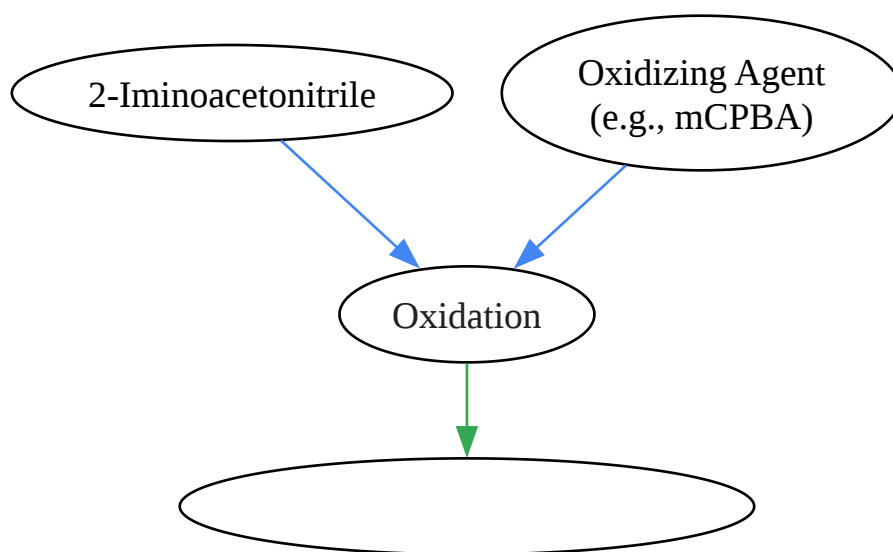 2-Iminoacetonitrile
Oxidizing Agent
(e.g., mCPBA)
Oxidation